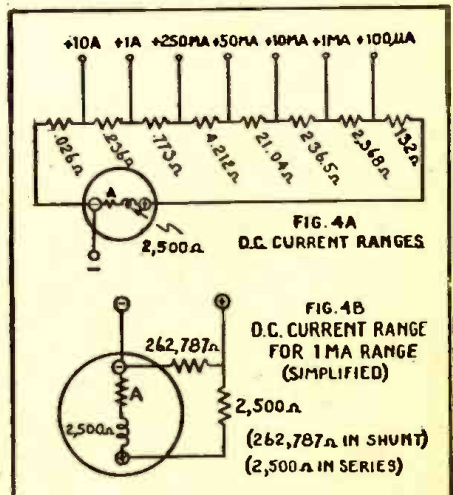 +10A +1A +250MA +50MA +10MA +1MA +100µA
.026Ω .236Ω .773Ω 4.212Ω 21.04Ω 236.5Ω 2,368Ω 132Ω
A
2,500Ω
FIG. 4A
D.C. CURRENT RANGES
FIG. 4B
D.C. CURRENT RANGE
FOR 1MA RANGE
(SIMPLIFIED)
262,787Ω
A
2,500Ω
2,500Ω
(262,787Ω IN SHUNT)
(2,500Ω IN SERIES)